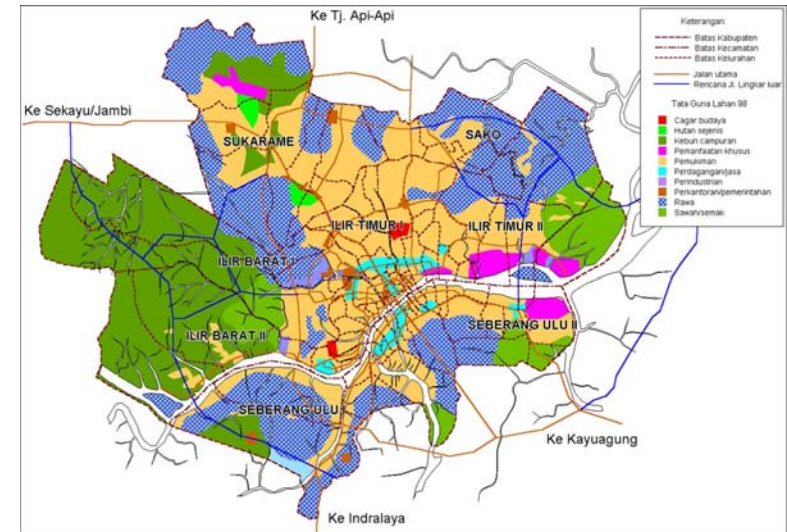 Ke Tj. Api-Api
Ke Sekayu/Jambi
SUKARAME
SAKO
ILIR TIMUR I
ILIR TIMUR II
ILIR BARAT I
ILIR BARAT II
SEBERANG ULU II
SEBERANG ULU I
Ke Kayuagung
Ke Indralaya
Keterangan:
Batas Kabupaten
Batas Kecamatan
Batas Kelurahan
Jalan utama
Rencana Jl. Lingkar luar
Tata Guna Lahan 98
Cagar budaya
Hutan sejenis
Kebun campuran
Pemanfaatan khusus
Pemukiman
Perdagangan/jasa
Perindustrian
Perkantoran/pemerintahan
Rawa
Sawah/semak